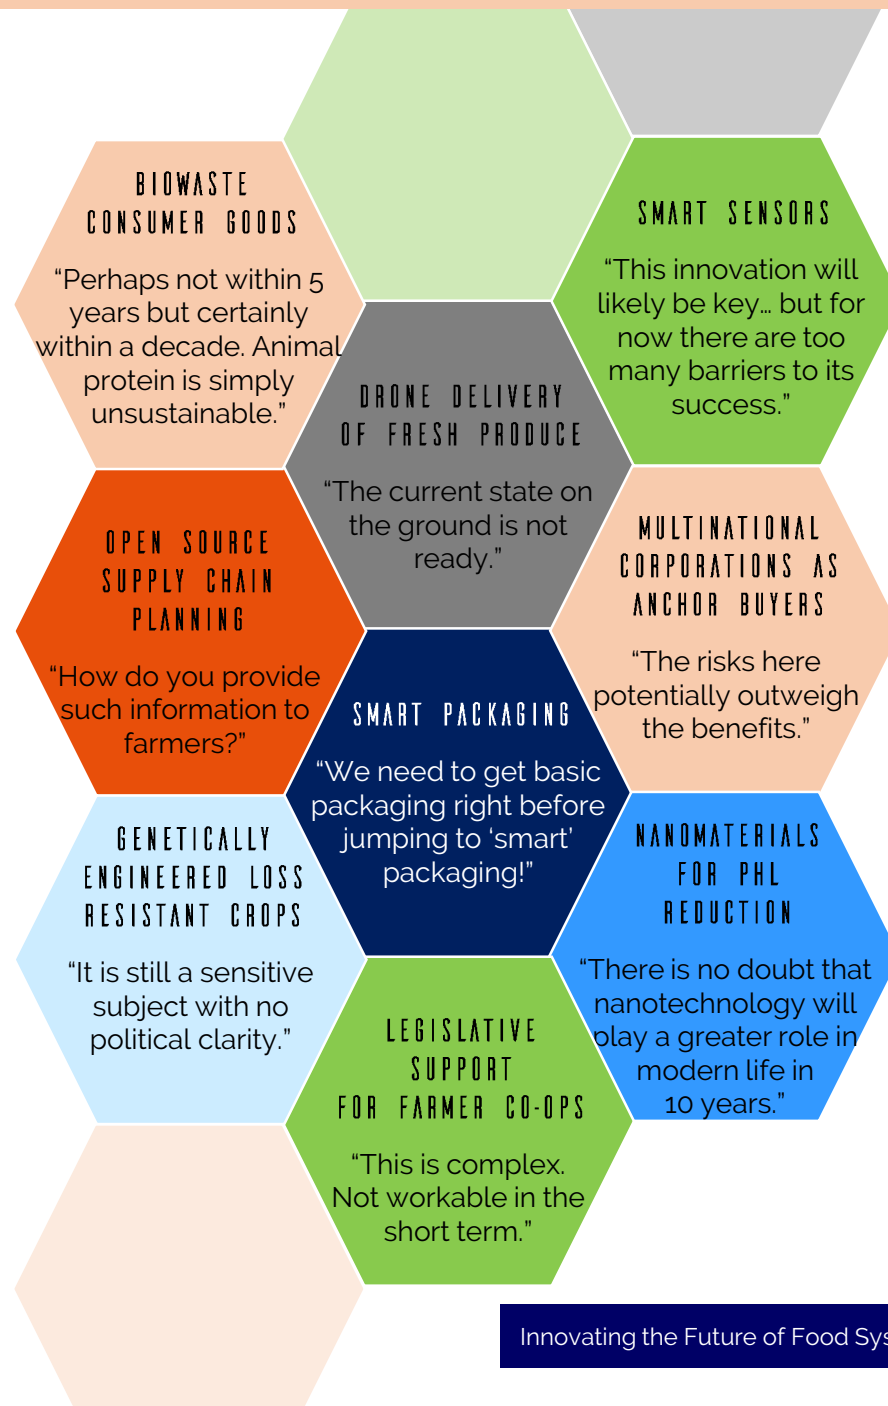 BIOWASTE
CONSUMER GOODS
“Perhaps not within 5
years but certainly
within a decade. Animal
protein is simply
unsustainable.”
SMART SENSORS
“This innovation will
likely be key… but for
now there are too
many barriers to its
success.”
DRONE DELIVERY
OF FRESH PRODUCE
“The current state on
the ground is not
ready.”
OPEN SOURCE
SUPPLY CHAIN
PLANNING
“How do you provide
such information to
farmers?”
MULTINATIONAL
CORPORATIONS AS
ANCHOR BUYERS
“The risks here
potentially outweigh
the benefits.”
SMART PACKAGING
“We need to get basic
packaging right before
jumping to ‘smart’
packaging!”
GENETICALLY
ENGINEERED LOSS
RESISTANT CROPS
“It is still a sensitive
subject with no
political clarity.”
NANOMATERIALS
FOR PHL
REDUCTION
“There is no doubt that
nanotechnology will
play a greater role in
modern life in
10 years.”
LEGISLATIVE
SUPPORT
FOR FARMER CO-OPS
“This is complex.
Not workable in the
short term.”
Innovating the Future of Food Sys